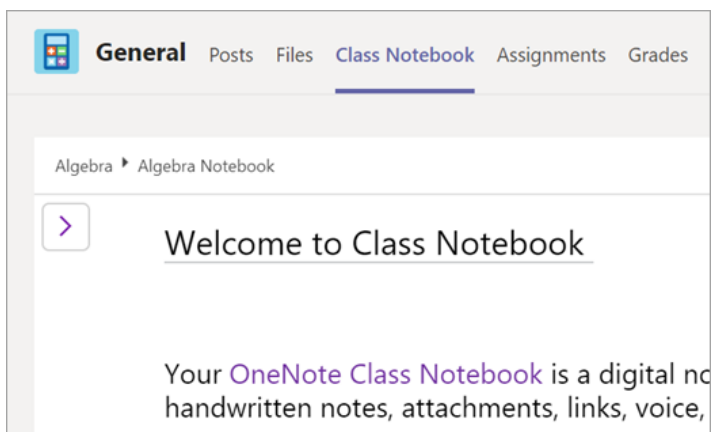 General Posts Files Class Notebook Assignments Grades
Algebra Algebra Notebook
Welcome to Class Notebook
Your OneNote Class Notebook is a digital
handwritten notes, attachments, links, voice,